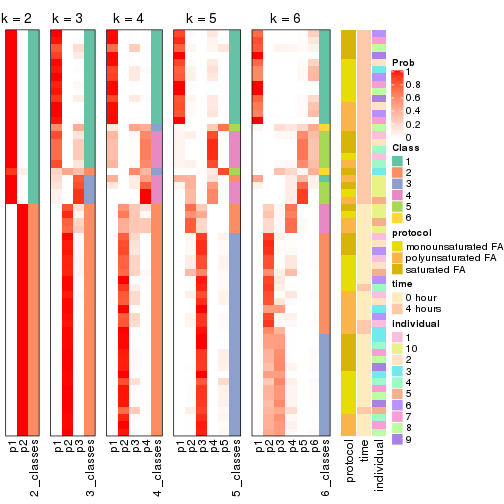 k = 2
k = 3
k = 4
k = 5
k = 6
p1
p2
2_classes
p1
p2
p3
3_classes
p1
p2
p3
p4
4_classes
p1
p2
p3
p4
p5
5_classes
p1
p2
p3
p4
p5
p6
6_classes
protocol
time
individual
Prob
1
0.8
0.6
0.4
0.2
0
Class
1
2
3
4
5
6
protocol
monounsaturated FA
polyunsaturated FA
saturated FA
time
0 hour
4 hours
individual
1
10
2
3
4
5
6
7
8
9